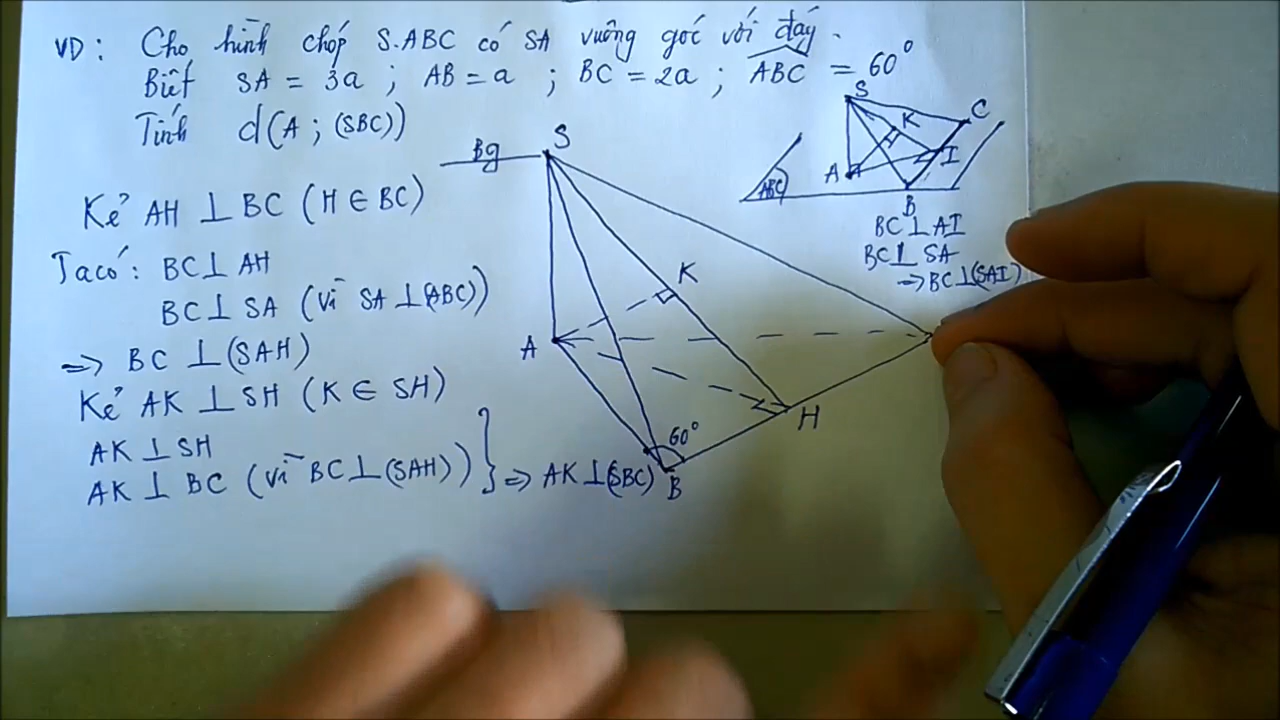 VD: Cho hình chóp S.ABC có SA vuông góc với đáy.
Biết SA = 3a ; AB = a ; BC = 2a ; ABC = 60°
Tính d(A ; (SBC))
Bg
Kẻ AH ⊥ BC (H ∈ BC)
Ta có: BC ⊥ AH
BC ⊥ SA (vì SA ⊥ (ABC))
=> BC ⊥ (SAH)
Kẻ AK ⊥ SH (K ∈ SH)
AK ⊥ SH
AK ⊥ BC (vì BC ⊥ (SAH)) } => AK ⊥ (SBC)
S
K
A
H
60°
B
S
K
C
A
I
ABC
B
BC ⊥ AI
BC ⊥ SA
=> BC ⊥ (SAI)